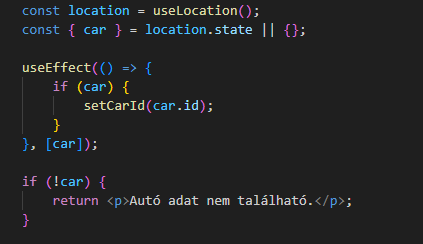 const location = useLocation();
const { car } = location.state || {};
useEffect(() => {
if (car) {
setCarId(car.id);
}
}, [car]);
if (!car) {
return <p>Autó adat nem található.</p>;
}